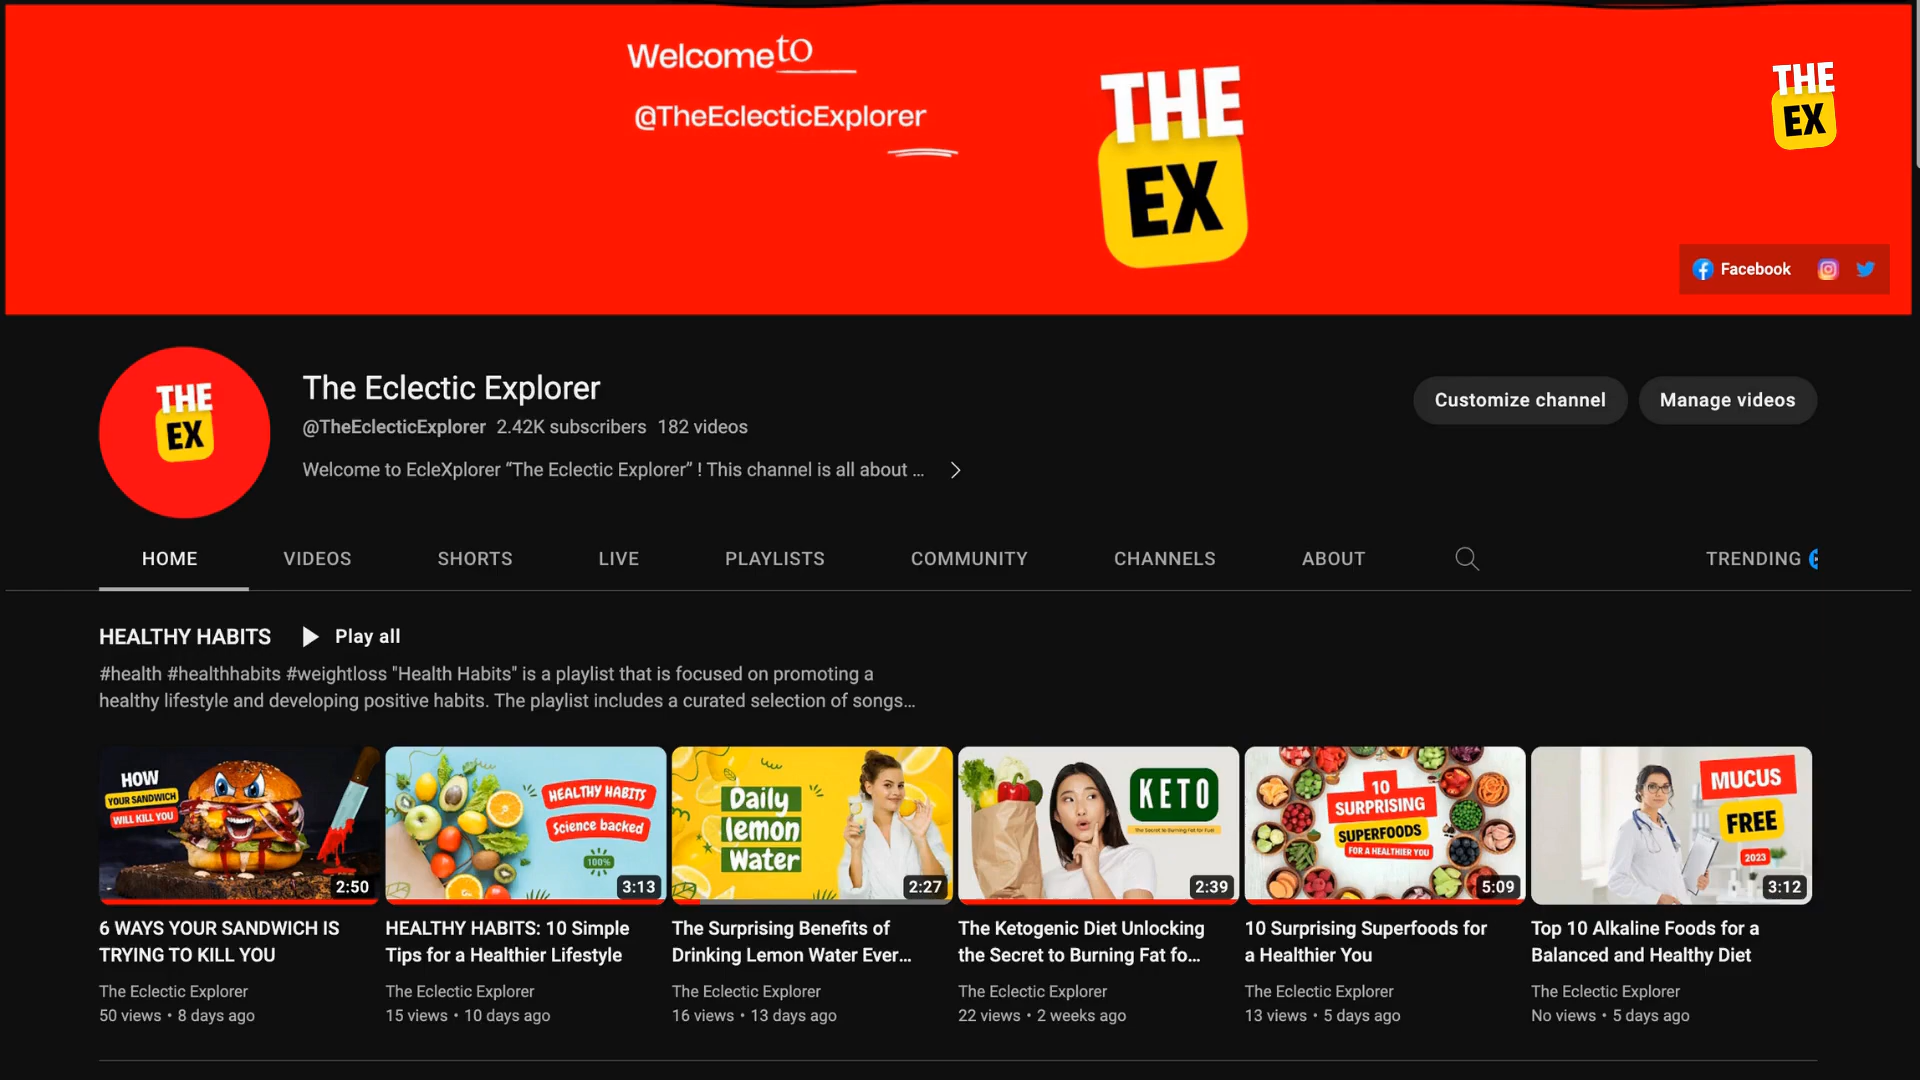 Welcome to
@TheEclecticExplorer
THE
EX
THE
EX
Facebook
THE
EX
The Eclectic Explorer
@TheEclecticExplorer 2.42K subscribers 182 videos
Welcome to EcleXplorer “The Eclectic Explorer” ! This channel is all about ...
Customize channel
Manage videos
HOME VIDEOS SHORTS LIVE PLAYLISTS COMMUNITY CHANNELS ABOUT TRENDING
HEALTHY HABITS Play all
#health #healthhabits #weightloss "Health Habits" is a playlist that is focused on promoting a
healthy lifestyle and developing positive habits. The playlist includes a curated selection of songs...
HOW
YOUR SANDWICH
WILL KILL YOU
2:50
HEALTHY HABITS
Science backed
100%
3:13
Daily
lemon
Water
2:27
KETO
The Secret to Burning Fat for Fuel
2:39
10
SURPRISING
SUPERFOODS
FOR A HEALTHIER YOU
5:09
MUCUS
FREE
2023
3:12
6 WAYS YOUR SANDWICH IS
TRYING TO KILL YOU
The Eclectic Explorer
50 views • 8 days ago
HEALTHY HABITS: 10 Simple
Tips for a Healthier Lifestyle
The Eclectic Explorer
15 views • 10 days ago
The Surprising Benefits of
Drinking Lemon Water Ever...
The Eclectic Explorer
16 views • 13 days ago
The Ketogenic Diet Unlocking
the Secret to Burning Fat fo...
The Eclectic Explorer
22 views • 2 weeks ago
10 Surprising Superfoods for
a Healthier You
The Eclectic Explorer
13 views • 5 days ago
Top 10 Alkaline Foods for a
Balanced and Healthy Diet
The Eclectic Explorer
No views • 5 days ago